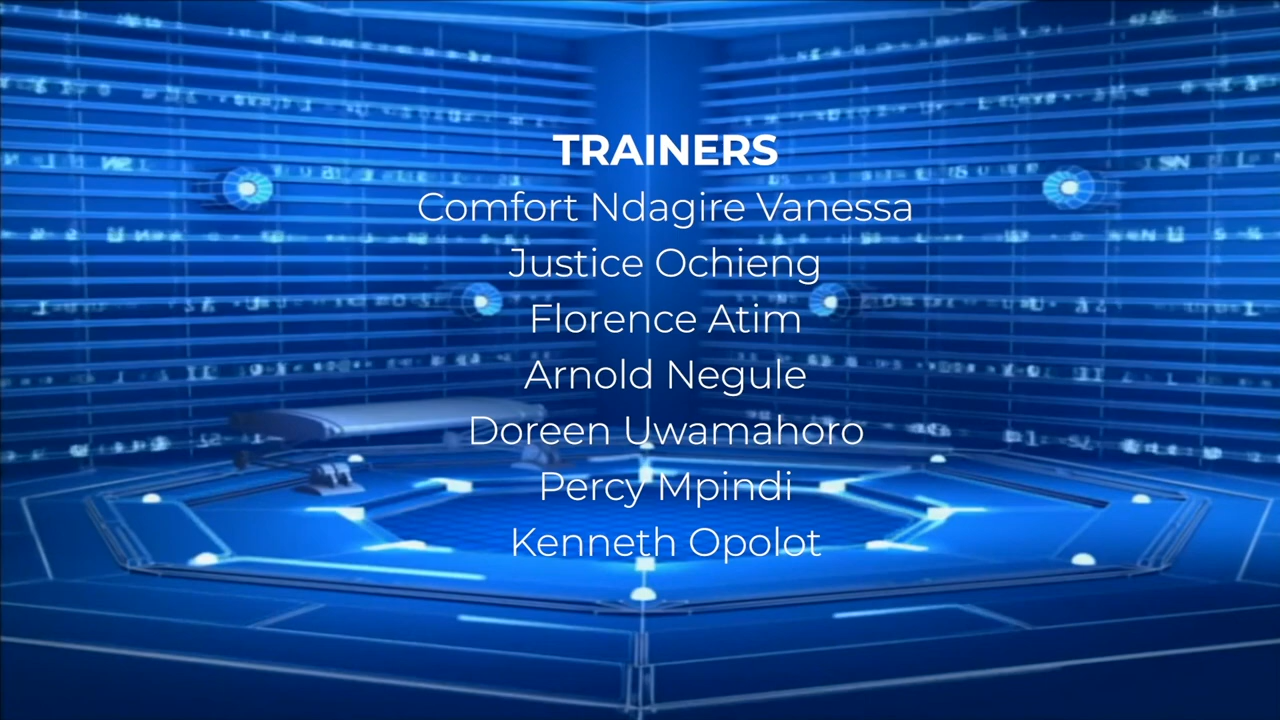 TRAINERS
Comfort Ndagire Vanessa
Justice Ochieng
Florence Atim
Arnold Negule
Doreen Uwamahoro
Percy Mpindi
Kenneth Opolot